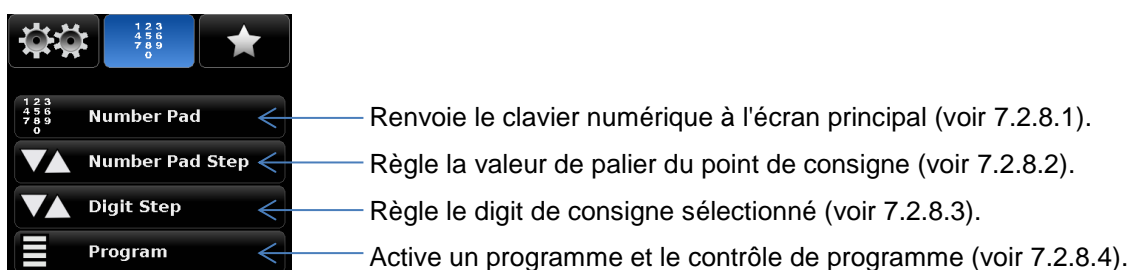 1 2 3
4 5 6
7 8 9
0
1 2 3
4 5 6
7 8 9
0
Number Pad
Renvoie le clavier numérique à l'écran principal (voir 7.2.8.1).
Number Pad Step
Règle la valeur de palier du point de consigne (voir 7.2.8.2).
Digit Step
Règle le digit de consigne sélectionné (voir 7.2.8.3).
Program
Active un programme et le contrôle de programme (voir 7.2.8.4).